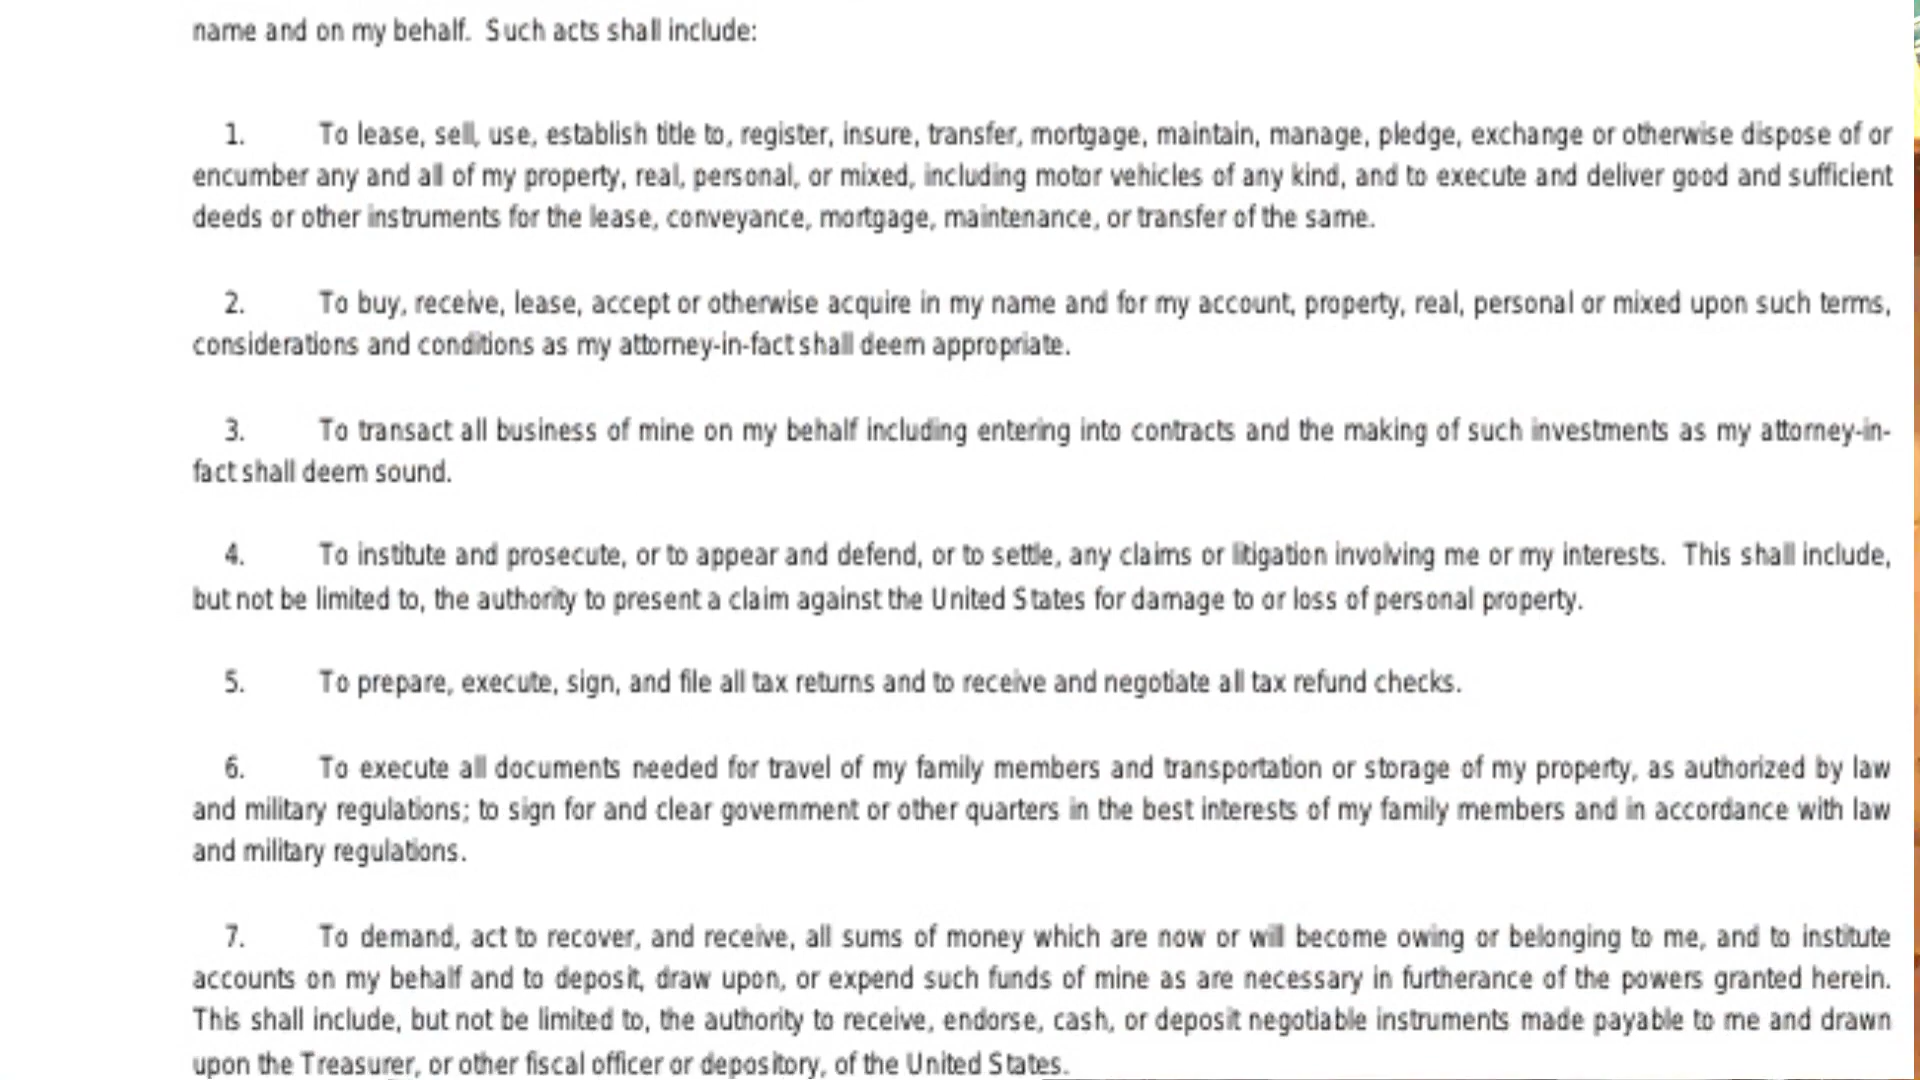 name and on my behalf.  Such acts shall include:
1. To lease, sell, use, establish title to, register, insure, transfer, mortgage, maintain, manage, pledge, exchange or otherwise dispose of or
encumber any and all of my property, real, personal, or mixed, including motor vehicles of any kind, and to execute and deliver good and sufficient
deeds or other instruments for the lease, conveyance, mortgage, maintenance, or transfer of the same.
2. To buy, receive, lease, accept or otherwise acquire in my name and for my account, property, real, personal or mixed upon such terms,
considerations and conditions as my attorney-in-fact shall deem appropriate.
3. To transact all business of mine on my behalf including entering into contracts and the making of such investments as my attorney-in-
fact shall deem sound.
4. To institute and prosecute, or to appear and defend, or to settle, any claims or litigation involving me or my interests.  This shall include,
but not be limited to, the authority to present a claim against the United States for damage to or loss of personal property.
5. To prepare, execute, sign, and file all tax returns and to receive and negotiate all tax refund checks.
6. To execute all documents needed for travel of my family members and transportation or storage of my property, as authorized by law
and military regulations; to sign for and clear government or other quarters in the best interests of my family members and in accordance with law
and military regulations.
7. To demand, act to recover, and receive, all sums of money which are now or will become owing or belonging to me, and to institute
accounts on my behalf and to deposit, draw upon, or expend such funds of mine as are necessary in furtherance of the powers granted herein.
This shall include, but not be limited to, the authority to receive, endorse, cash, or deposit negotiable instruments made payable to me and drawn
upon the Treasurer, or other fiscal officer or depository, of the United States.